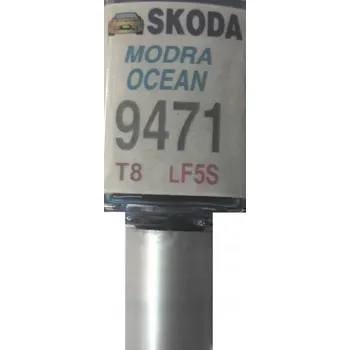 SKODA
MODRA
OCEAN
9471
T8 LF5S